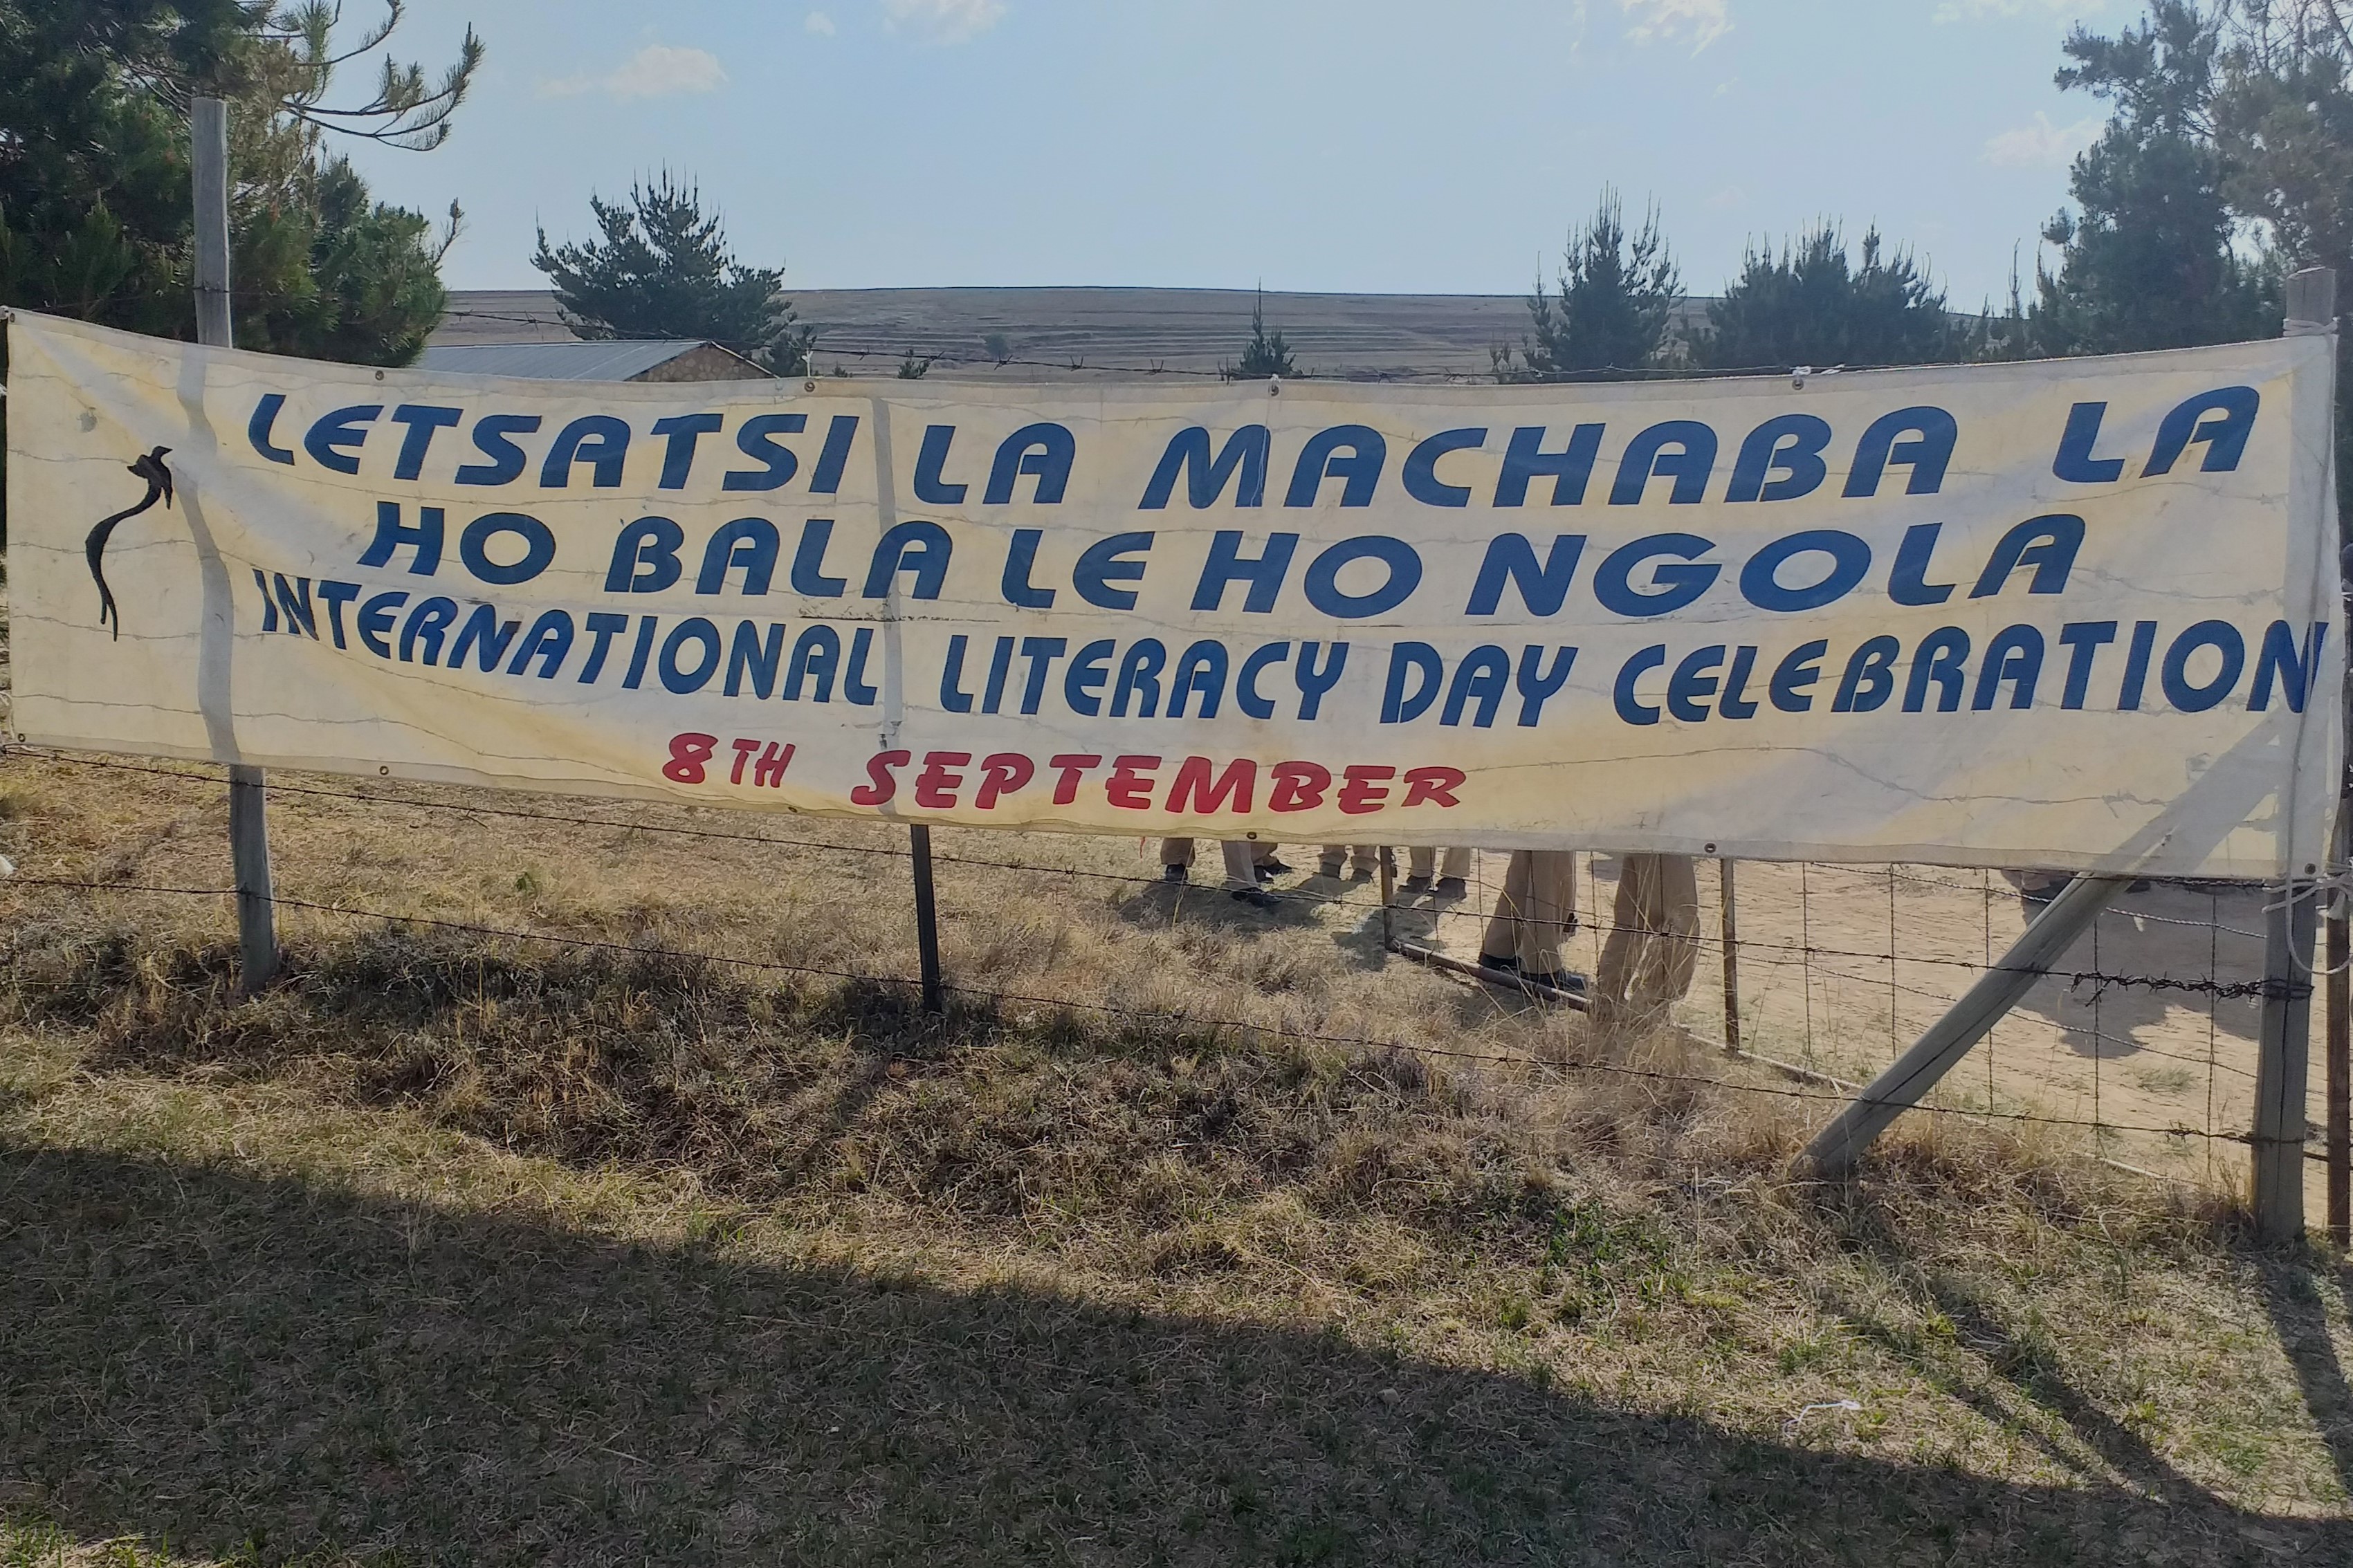 LETSATSI LA MACHABA LA
HO BALA LE HO NGOLA
INTERNATIONAL LITERACY DAY CELEBRATION
8TH SEPTEMBER